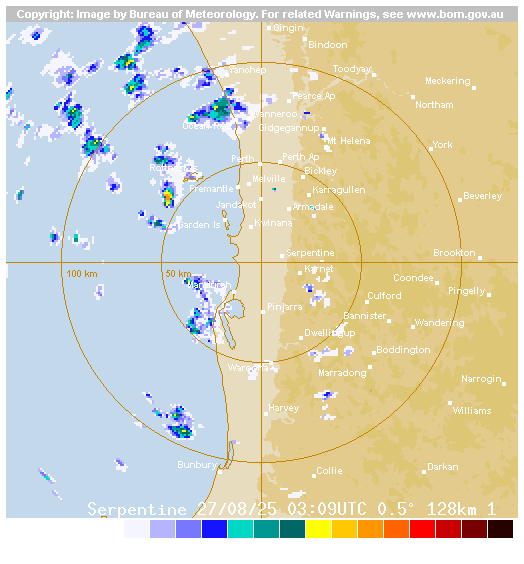 Copyright: Image by Bureau of Meteorology. For related Warnings, see www.bom.gov.au
Gingin
Bindoon
Yanchep
Toodyay
Meckering
Pearce Ap
Northam
Wanneroo
Ocean
Gidgegannup
Mt Helena
York
Perth
Perth Ap
Bickley
Melville
Fremantle
Karragullen
Beverley
Jandakot
Armadale
Garden Is
Kwinana
Serpentine
Brookton
100 km
50 km
Karnet
Coondee
Mandurah
Pingelly
Culford
Pinjarra
Bannister
Wandering
Dwellingup
Boddington
Waroona
Marradong
Narrogin
Harvey
Williams
Bunbury
Collie
Darkan
Serpentine 27/08/25 03:09UTC 0.5° 128km 1